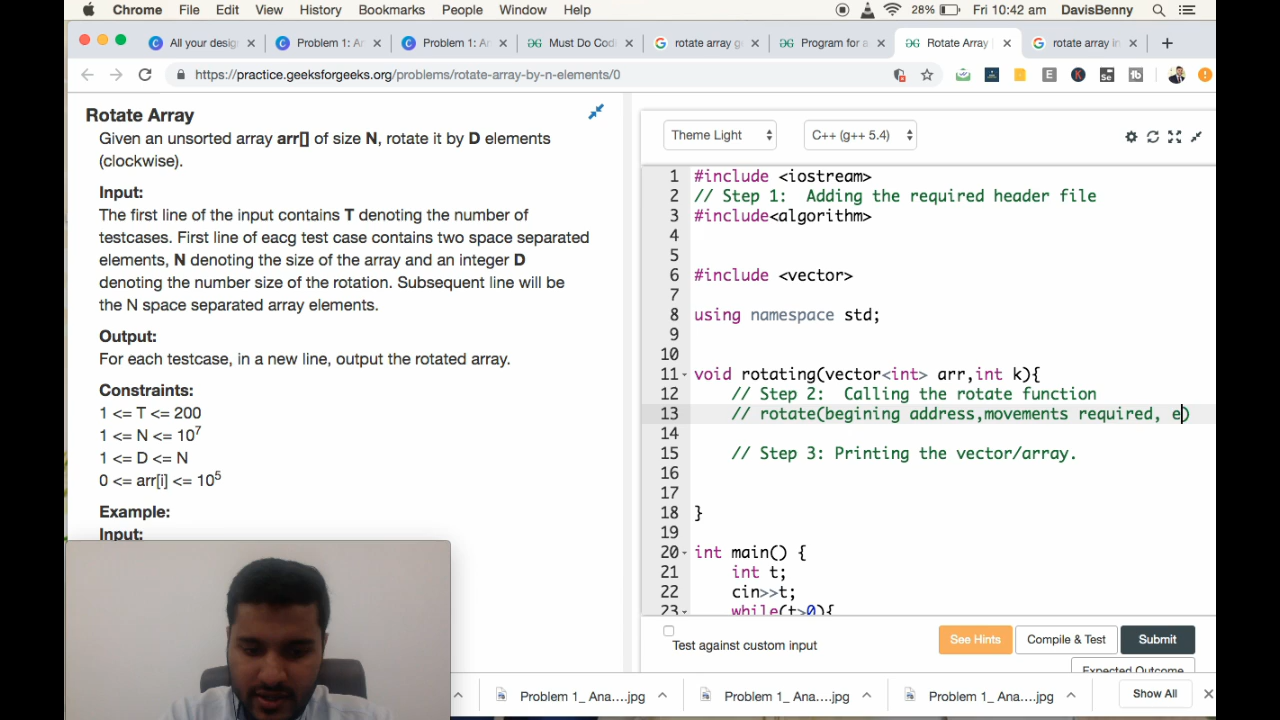 Chrome File Edit View History Bookmarks People Window Help 28% Fri 10:42 am DavisBenny
All your desig Problem 1: A Problem 1: A Must Do Cod rotate array g Program for a Rotate Array rotate array in
https://practice.geeksforgeeks.org/problems/rotate-array-by-n-elements/0
Rotate Array
Given an unsorted array arr[] of size N, rotate it by D elements
(clockwise).
Input:
The first line of the input contains T denoting the number of
testcases. First line of eacg test case contains two space separated
elements, N denoting the size of the array and an integer D
denoting the number size of the rotation. Subsequent line will be
the N space separated array elements.
Output:
For each testcase, in a new line, output the rotated array.
Constraints:
1 <= T <= 200
1 <= N <= 10⁷
1 <= D <= N
0 <= arr[i] <= 10⁵
Example:
Input:
Theme Light C++ (g++ 5.4)
1 #include <iostream>
2 // Step 1:  Adding the required header file
3 #include<algorithm>
4
5
6 #include <vector>
7
8 using namespace std;
9
10
11 void rotating(vector<int> arr,int k){
12 // Step 2:  Calling the rotate function
13 // rotate(begining address,movements required, e)
14
15 // Step 3: Printing the vector/array.
16
17
18 }
19
20 int main() {
21 int t;
22 cin>>t;
23 while(t>0){
Test against custom input
See Hints Compile & Test Submit
Expected Outcome
Problem 1_ Ana....jpg Problem 1_ Ana....jpg Problem 1_ Ana....jpg Show All